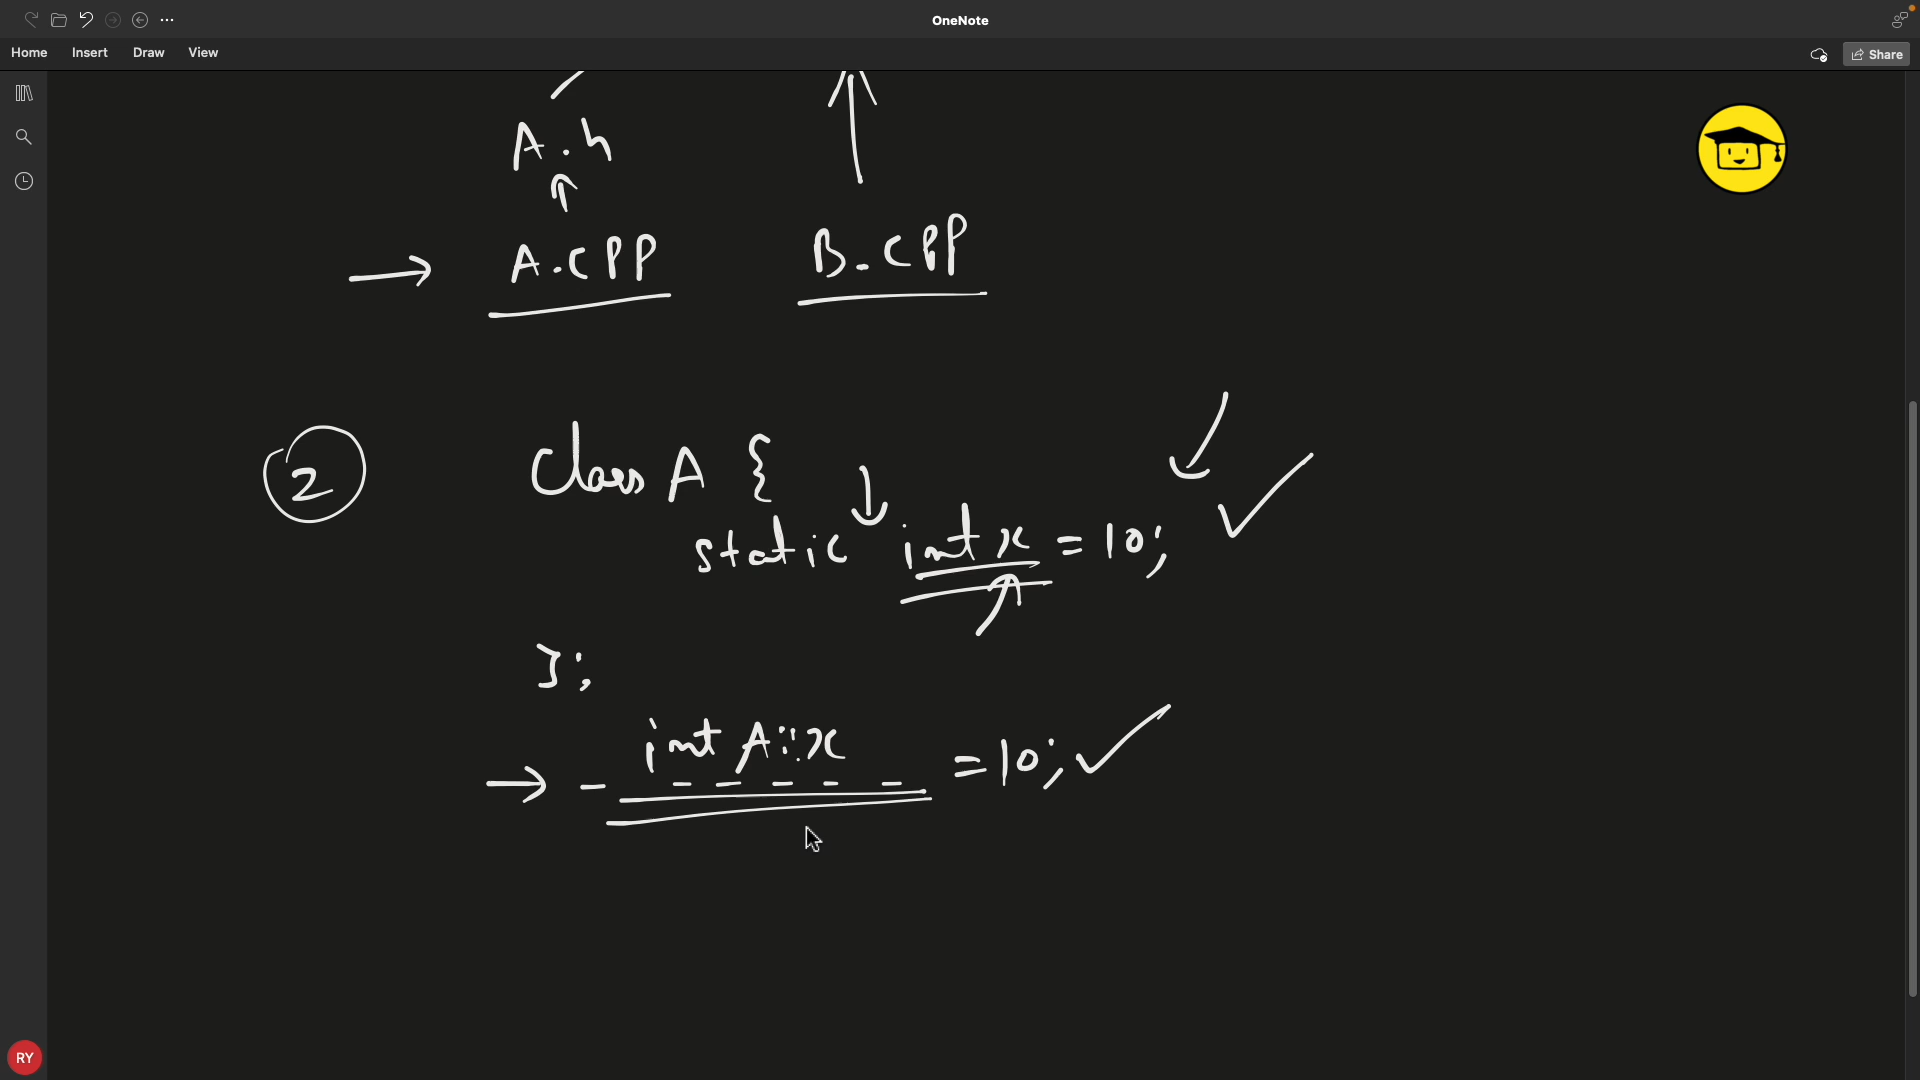 OneNote
Home Insert Draw View
Share
A.h
A.CPP B.CPP
2 Class A {
static int x = 10;
};
int A::x = 10;
RY